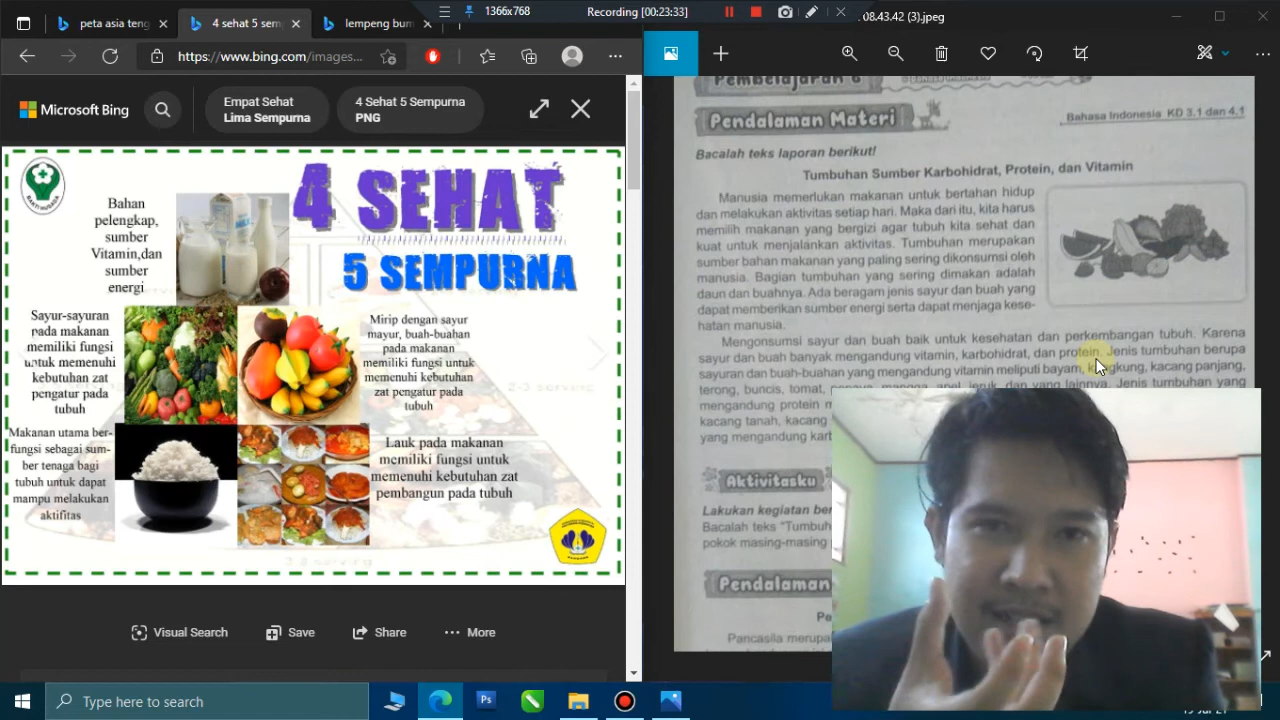 peta asia teng
4 sehat 5 sem
lempeng bum
1366x768
Recording [00:23:33]
08.43.42 (3).jpeg
https://www.bing.com/images...
Microsoft Bing
Empat Sehat
Lima Sempurna
4 Sehat 5 Sempurna
PNG
BAKTI HUSADA
4 SEHAT
5 SEMPURNA
Bahan
pelengkap,
sumber
Vitamin,dan
sumber
energi
Sayur-sayuran
pada makanan
memiliki fungsi
untuk memenuhi
kebutuhan zat
pengatur pada
tubuh
Mirip dengan sayur
mayur, buah-buahan
pada makanan
memiliki fungsi untuk
memenuhi kebutuhan
zat pengatur pada
tubuh
Makanan utama ber-
fungsi sebagai sum-
ber tenaga bagi
tubuh untuk dapat
mampu melakukan
aktifitas
Lauk pada makanan
memiliki fungsi untuk
memenuhi kebutuhan zat
pembangun pada tubuh
Visual Search
Save
Share
More
Pembelajaran 6
Pendalaman Materi
Bahasa Indonesia KD 3.1 dan 4.1
Bacalah teks laporan berikut!
Tumbuhan Sumber Karbohidrat, Protein, dan Vitamin
Manusia memerlukan makanan untuk bertahan hidup
dan melakukan aktivitas setiap hari. Maka dari itu, kita harus
memilih makanan yang bergizi agar tubuh kita sehat dan
kuat untuk menjalankan aktivitas. Tumbuhan merupakan
sumber bahan makanan yang paling sering dikonsumsi oleh
manusia. Bagian tumbuhan yang sering dimakan adalah
daun dan buahnya. Ada beragam jenis sayur dan buah yang
dapat memberikan sumber energi serta dapat menjaga kese-
hatan manusia.
Mengonsumsi sayur dan buah baik untuk kesehatan dan perkembangan tubuh. Karena
sayur dan buah banyak mengandung vitamin, karbohidrat, dan protein. Jenis tumbuhan berupa
sayuran dan buah-buahan yang mengandung vitamin meliputi bayam, kangkung, kacang panjang,
terong, buncis, tomat, pepaya, mangga, apel, jeruk, dan yang lainnya. Jenis tumbuhan yang
mengandung protein m
kacang tanah, kacang
yang mengandung kar
Aktivitasku
Lakukan kegiatan ber
Bacalah teks "Tumbuh
pokok masing-masing
Pendalaman
Pe
Pancasila merupa
Type here to search